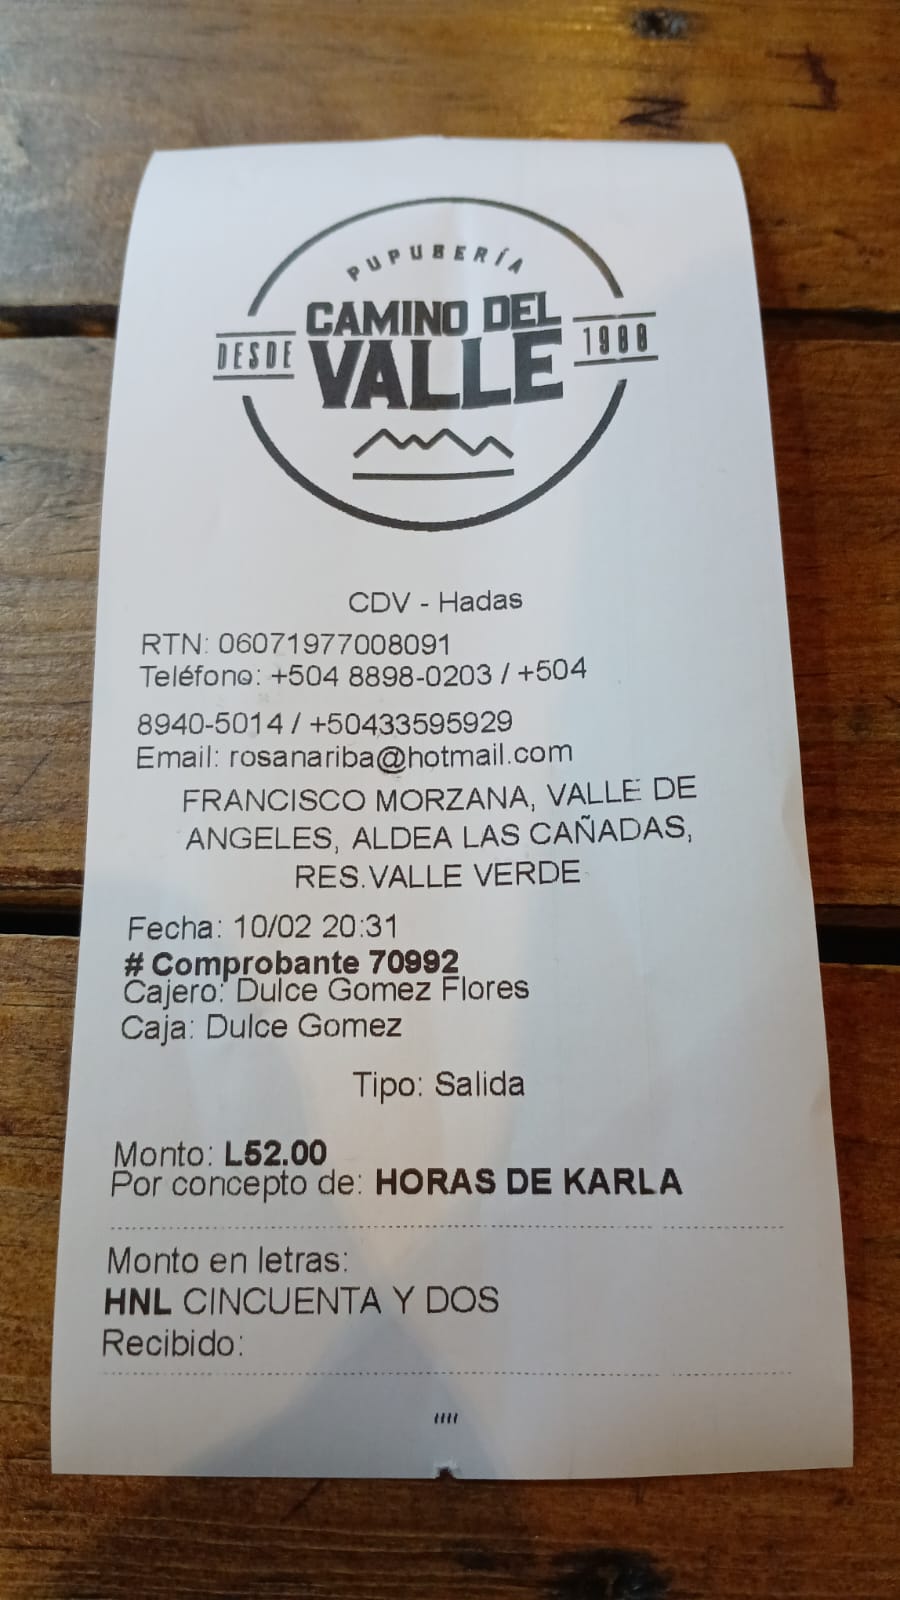 PUPUBERÍA
CAMINO DEL
DESDE VALLE 1988
CDV - Hadas
RTN: 06071977008091
Teléfono: +504 8898-0203 / +504
8940-5014 / +50433595929
Email: rosanariba@hotmail.com
FRANCISCO MORZANA, VALLE DE
ANGELES, ALDEA LAS CAÑADAS,
RES.VALLE VERDE
Fecha: 10/02 20:31
# Comprobante 70992
Cajero: Dulce Gomez Flores
Caja: Dulce Gomez
Tipo: Salida
Monto: L52.00
Por concepto de: HORAS DE KARLA
Monto en letras:
HNL CINCUENTA Y DOS
Recibido: